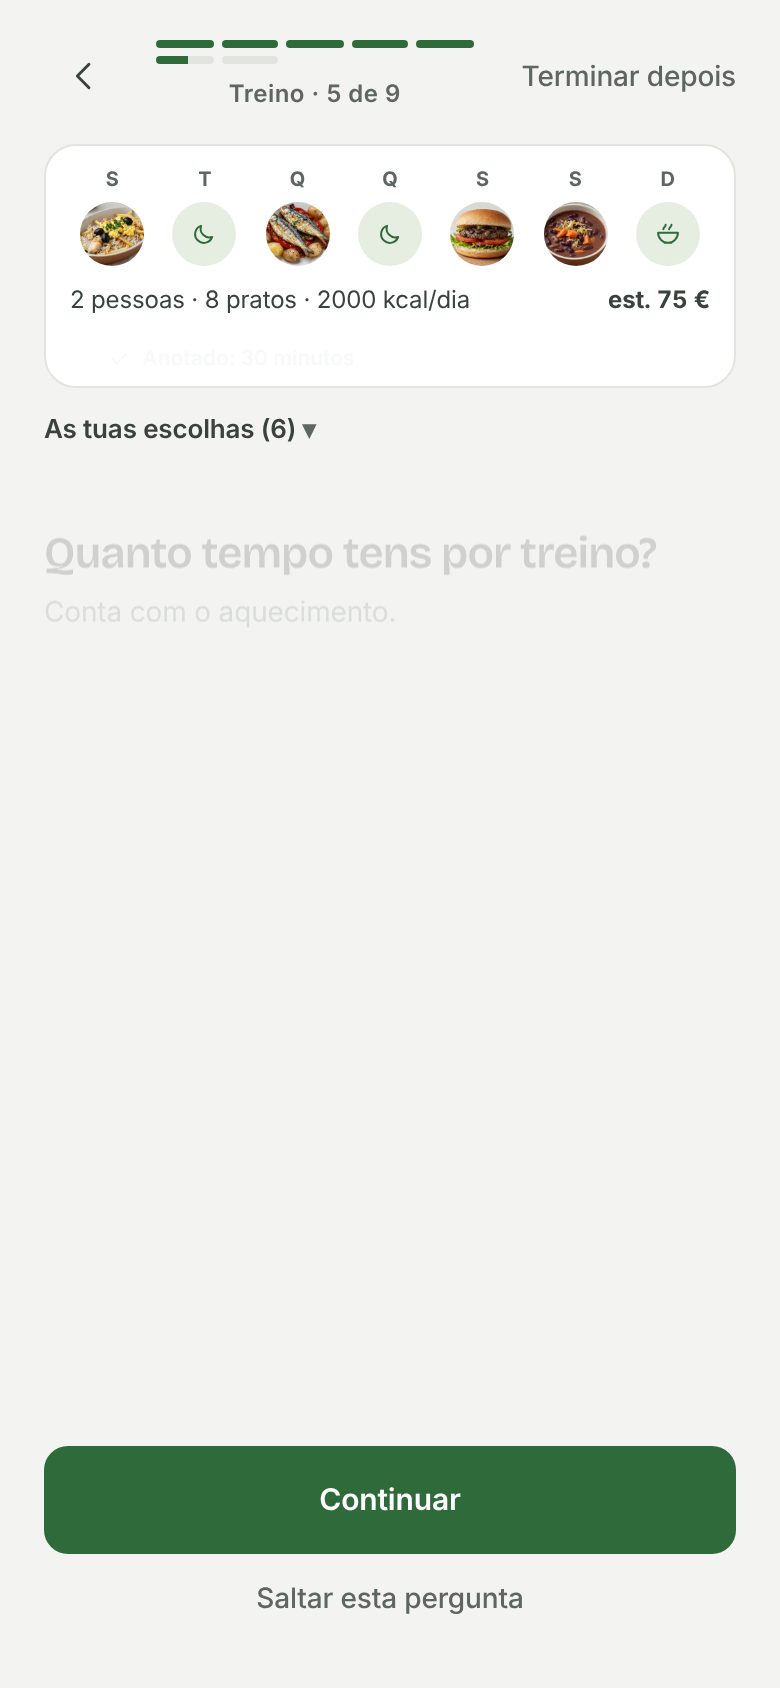 Treino · 5 de 9
Terminar depois
S T Q Q S S D
2 pessoas · 8 pratos · 2000 kcal/dia est. 75 €
Anotado: 30 minutos
As tuas escolhas (6) ▾
Quanto tempo tens por treino?
Conta com o aquecimento.
Continuar
Saltar esta pergunta